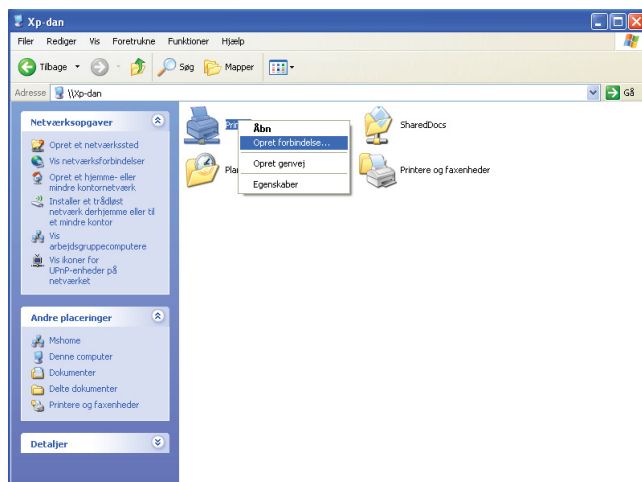 Xp-dan
Filer Rediger Vis Foretrukne Funktioner Hjælp
Tilbage Søg Mapper
Adresse \\Xp-dan Gå
Netværksopgaver
Opret et netværkssted
Vis netværksforbindelser
Opret et hjemme- eller
mindre kontornetværk
Installer et trådløst
netværk derhjemme eller til
et mindre kontor
Vis
arbejdsgruppecomputere
Vis ikoner for
UPnP-enheder på
netværket
Andre placeringer
Mshome
Denne computer
Dokumenter
Delte dokumenter
Printere og faxenheder
Detaljer
Åbn
Opret forbindelse...
Opret genvej
Egenskaber
SharedDocs
Printere og faxenheder